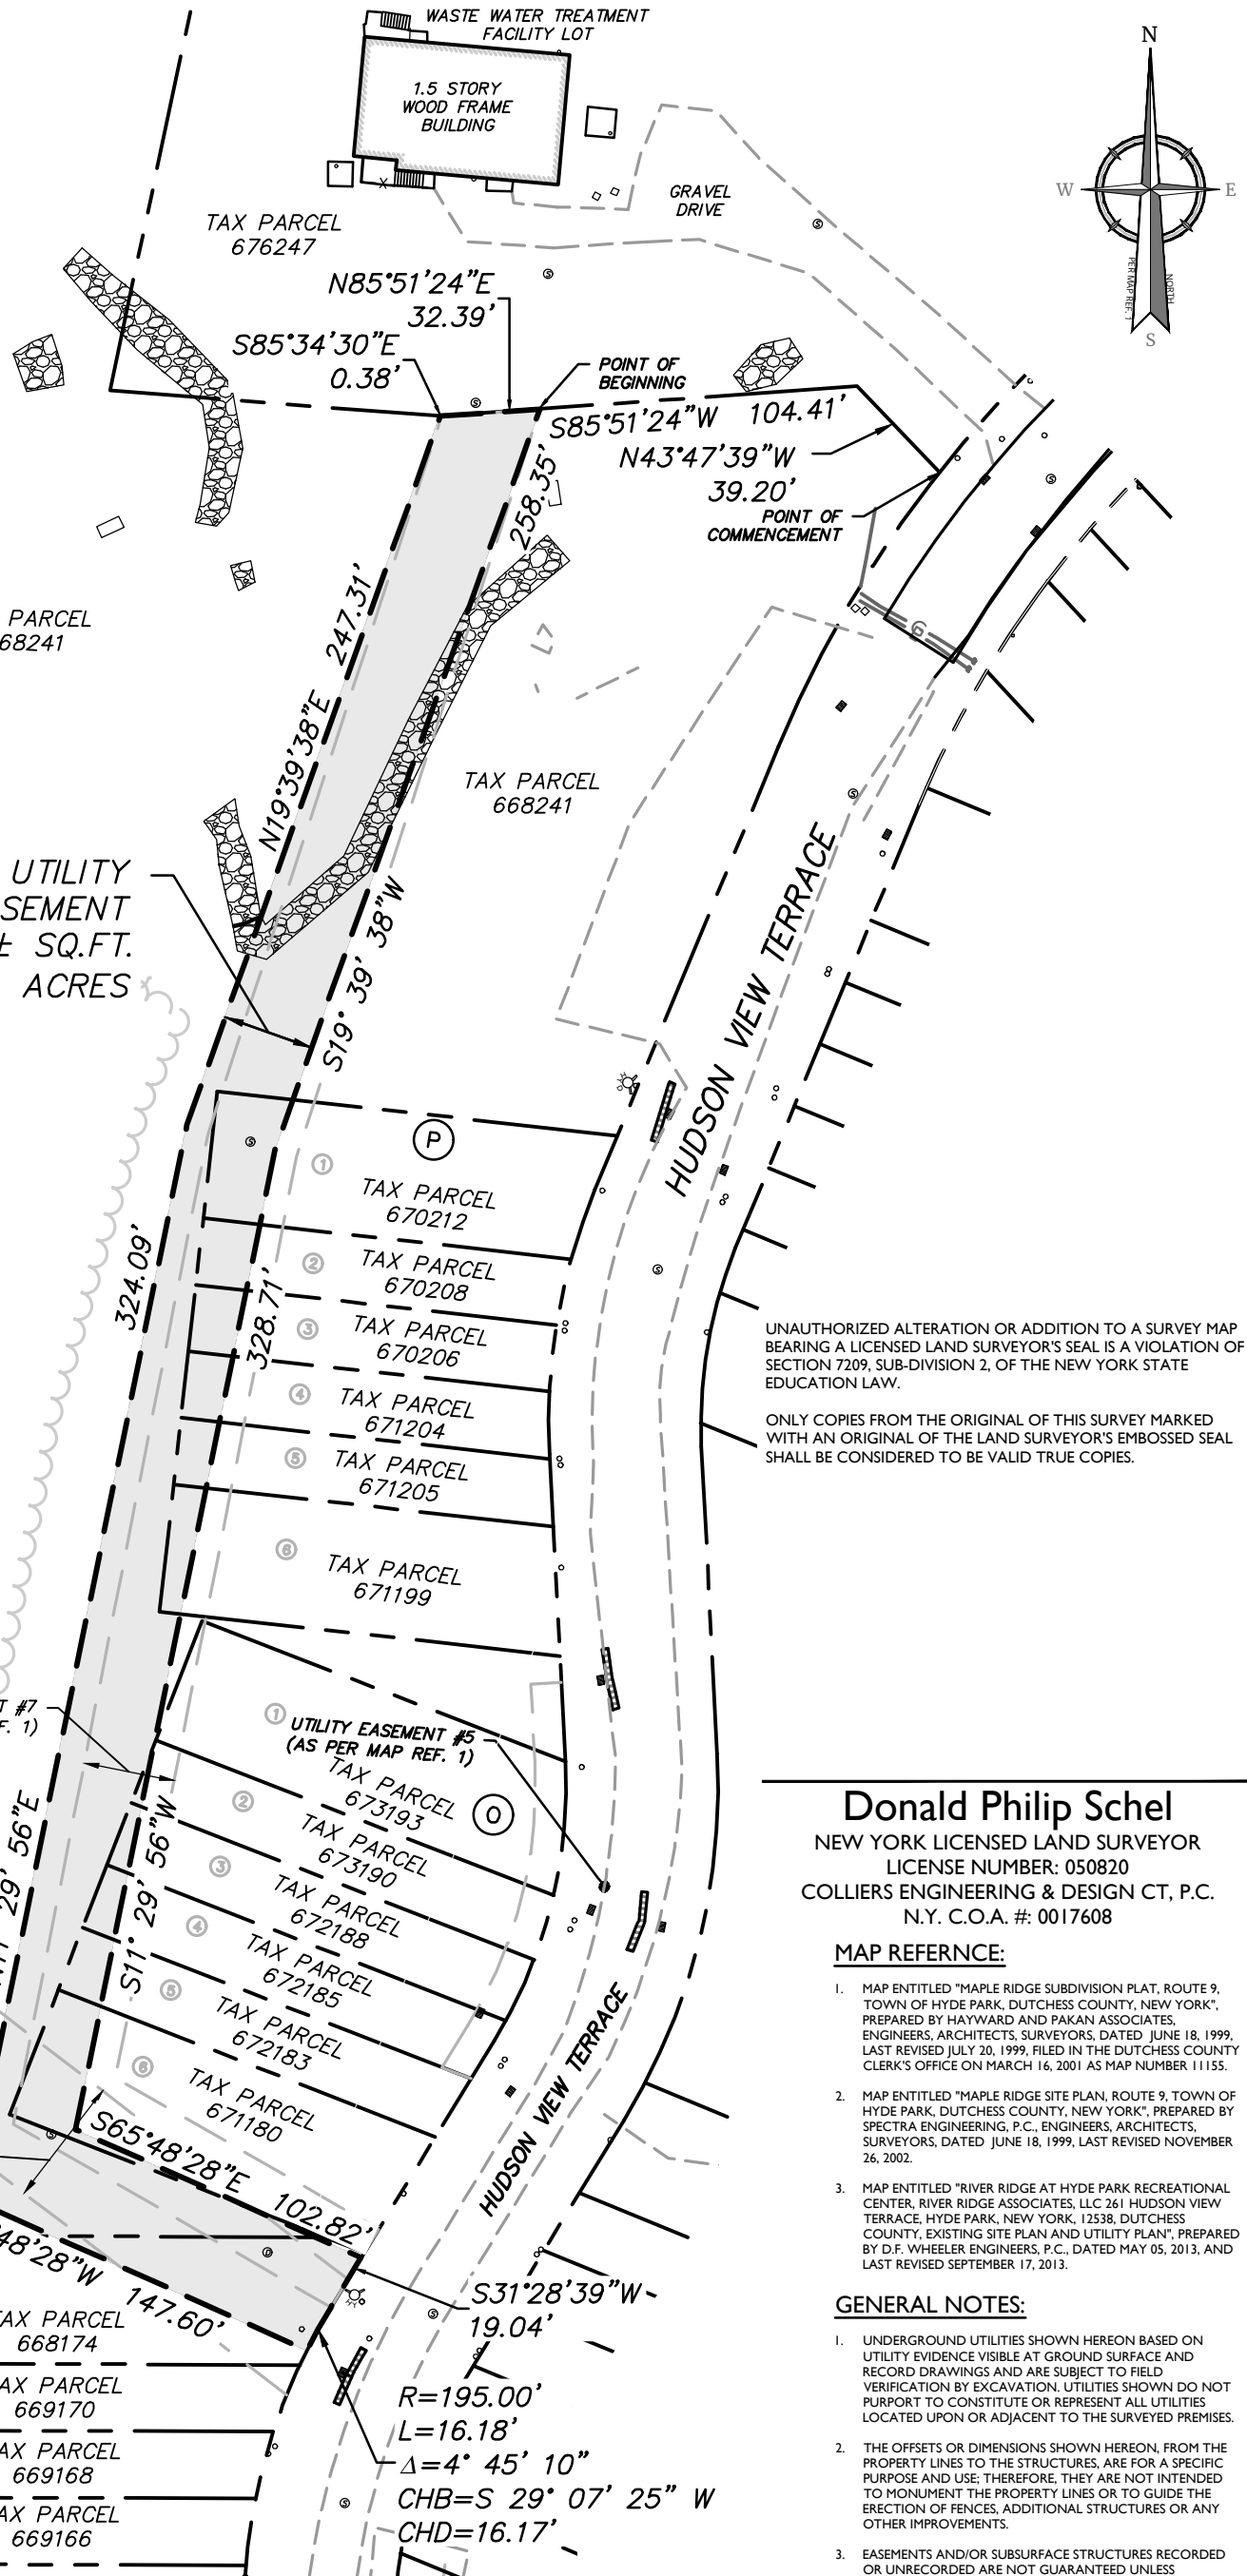 WASTE WATER TREATMENT
FACILITY LOT
1.5 STORY
WOOD FRAME
BUILDING
N
W
E
S
PER MAP REF. 1
NORTH
GRAVEL
DRIVE
TAX PARCEL
676247
N85°51'24"E
32.39'
S85°34'30"E
0.38'
POINT OF
BEGINNING
S85°51'24"W 104.41'
N43°47'39"W
39.20'
POINT OF
COMMENCEMENT
258.35'
247.31'
N19°39'38"E
PARCEL
68241
TAX PARCEL
668241
UTILITY
SEMENT
± SQ.FT.
ACRES
S19° 39' 38"W
HUDSON VIEW TERRACE
P
1
TAX PARCEL
670212
2
TAX PARCEL
670208
324.09'
328.71'
3
TAX PARCEL
670206
4
TAX PARCEL
671204
5
TAX PARCEL
671205
6
TAX PARCEL
671199
UNAUTHORIZED ALTERATION OR ADDITION TO A SURVEY MAP
BEARING A LICENSED LAND SURVEYOR'S SEAL IS A VIOLATION OF
SECTION 7209, SUB-DIVISION 2, OF THE NEW YORK STATE
EDUCATION LAW.
ONLY COPIES FROM THE ORIGINAL OF THIS SURVEY MARKED
WITH AN ORIGINAL OF THE LAND SURVEYOR'S EMBOSSED SEAL
SHALL BE CONSIDERED TO BE VALID TRUE COPIES.
T #7
F. 1)
1
UTILITY EASEMENT #5
(AS PER MAP REF. 1)
TAX PARCEL
673193
O
2
TAX PARCEL
673190
3
TAX PARCEL
672188
4
TAX PARCEL
672185
5
TAX PARCEL
672183
6
TAX PARCEL
671180
29' 56"E
S11° 29' 56"W
S65°48'28"E 102.82'
48'28"W 147.60'
HUDSON VIEW TERRACE
S31°28'39"W
19.04'
R=195.00'
L=16.18'
Δ=4° 45' 10"
CHB=S 29° 07' 25" W
CHD=16.17'
TAX PARCEL
668174
AX PARCEL
669170
AX PARCEL
669168
AX PARCEL
669166
Donald Philip Schel
NEW YORK LICENSED LAND SURVEYOR
LICENSE NUMBER: 050820
COLLIERS ENGINEERING & DESIGN CT, P.C.
N.Y. C.O.A. #: 0017608
MAP REFERNCE:
1. MAP ENTITLED "MAPLE RIDGE SUBDIVISION PLAT, ROUTE 9,
TOWN OF HYDE PARK, DUTCHESS COUNTY, NEW YORK",
PREPARED BY HAYWARD AND PAKAN ASSOCIATES,
ENGINEERS, ARCHITECTS, SURVEYORS, DATED JUNE 18, 1999,
LAST REVISED JULY 20, 1999, FILED IN THE DUTCHESS COUNTY
CLERK'S OFFICE ON MARCH 16, 2001 AS MAP NUMBER 11155.
2. MAP ENTITLED "MAPLE RIDGE SITE PLAN, ROUTE 9, TOWN OF
HYDE PARK, DUTCHESS COUNTY, NEW YORK", PREPARED BY
SPECTRA ENGINEERING, P.C., ENGINEERS, ARCHITECTS,
SURVEYORS, DATED JUNE 18, 1999, LAST REVISED NOVEMBER
26, 2002.
3. MAP ENTITLED "RIVER RIDGE AT HYDE PARK RECREATIONAL
CENTER, RIVER RIDGE ASSOCIATES, LLC 261 HUDSON VIEW
TERRACE, HYDE PARK, NEW YORK, 12538, DUTCHESS
COUNTY, EXISTING SITE PLAN AND UTILITY PLAN", PREPARED
BY D.F. WHEELER ENGINEERS, P.C., DATED MAY 05, 2013, AND
LAST REVISED SEPTEMBER 17, 2013.
GENERAL NOTES:
1. UNDERGROUND UTILITIES SHOWN HEREON BASED ON
UTILITY EVIDENCE VISIBLE AT GROUND SURFACE AND
RECORD DRAWINGS AND ARE SUBJECT TO FIELD
VERIFICATION BY EXCAVATION. UTILITIES SHOWN DO NOT
PURPORT TO CONSTITUTE OR REPRESENT ALL UTILITIES
LOCATED UPON OR ADJACENT TO THE SURVEYED PREMISES.
2. THE OFFSETS OR DIMENSIONS SHOWN HEREON, FROM THE
PROPERTY LINES TO THE STRUCTURES, ARE FOR A SPECIFIC
PURPOSE AND USE; THEREFORE, THEY ARE NOT INTENDED
TO MONUMENT THE PROPERTY LINES OR TO GUIDE THE
ERECTION OF FENCES, ADDITIONAL STRUCTURES OR ANY
OTHER IMPROVEMENTS.
3. EASEMENTS AND/OR SUBSURFACE STRUCTURES RECORDED
OR UNRECORDED ARE NOT GUARANTEED UNLESS